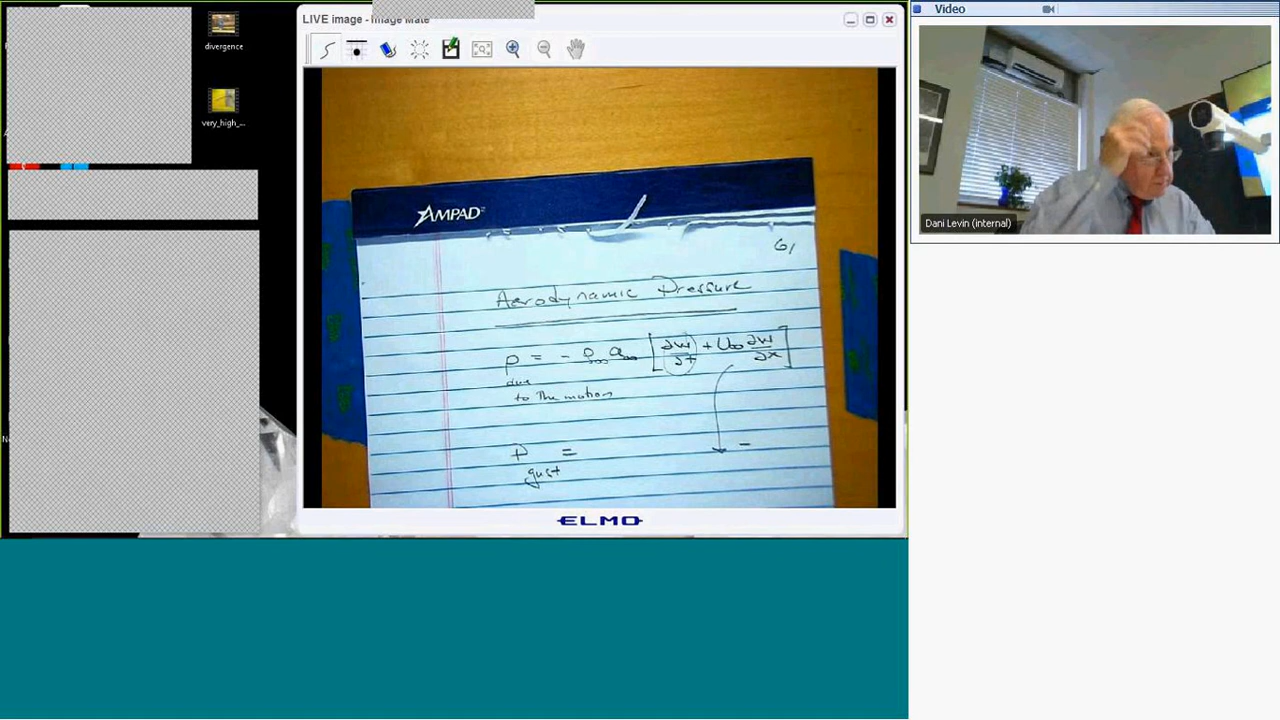 LIVE image - Image Mate
Video
divergence
very_high_...
Dani Levin (internal)
AMPAD
6,
Aerodynamic Pressure
p = - ρ∞ a∞ [∂w/∂t + U∞ ∂w/∂x]
due
to the motion
p =
gust
-
ELMO